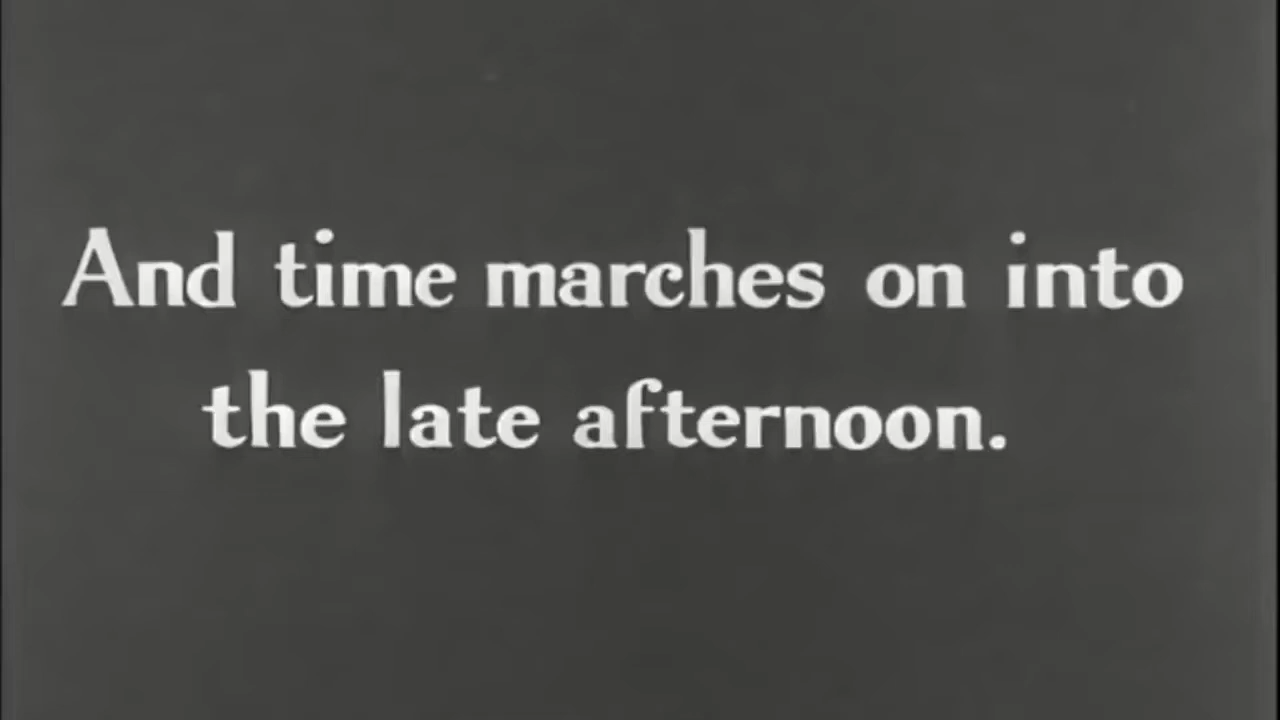 And time marches on into
the late afternoon.